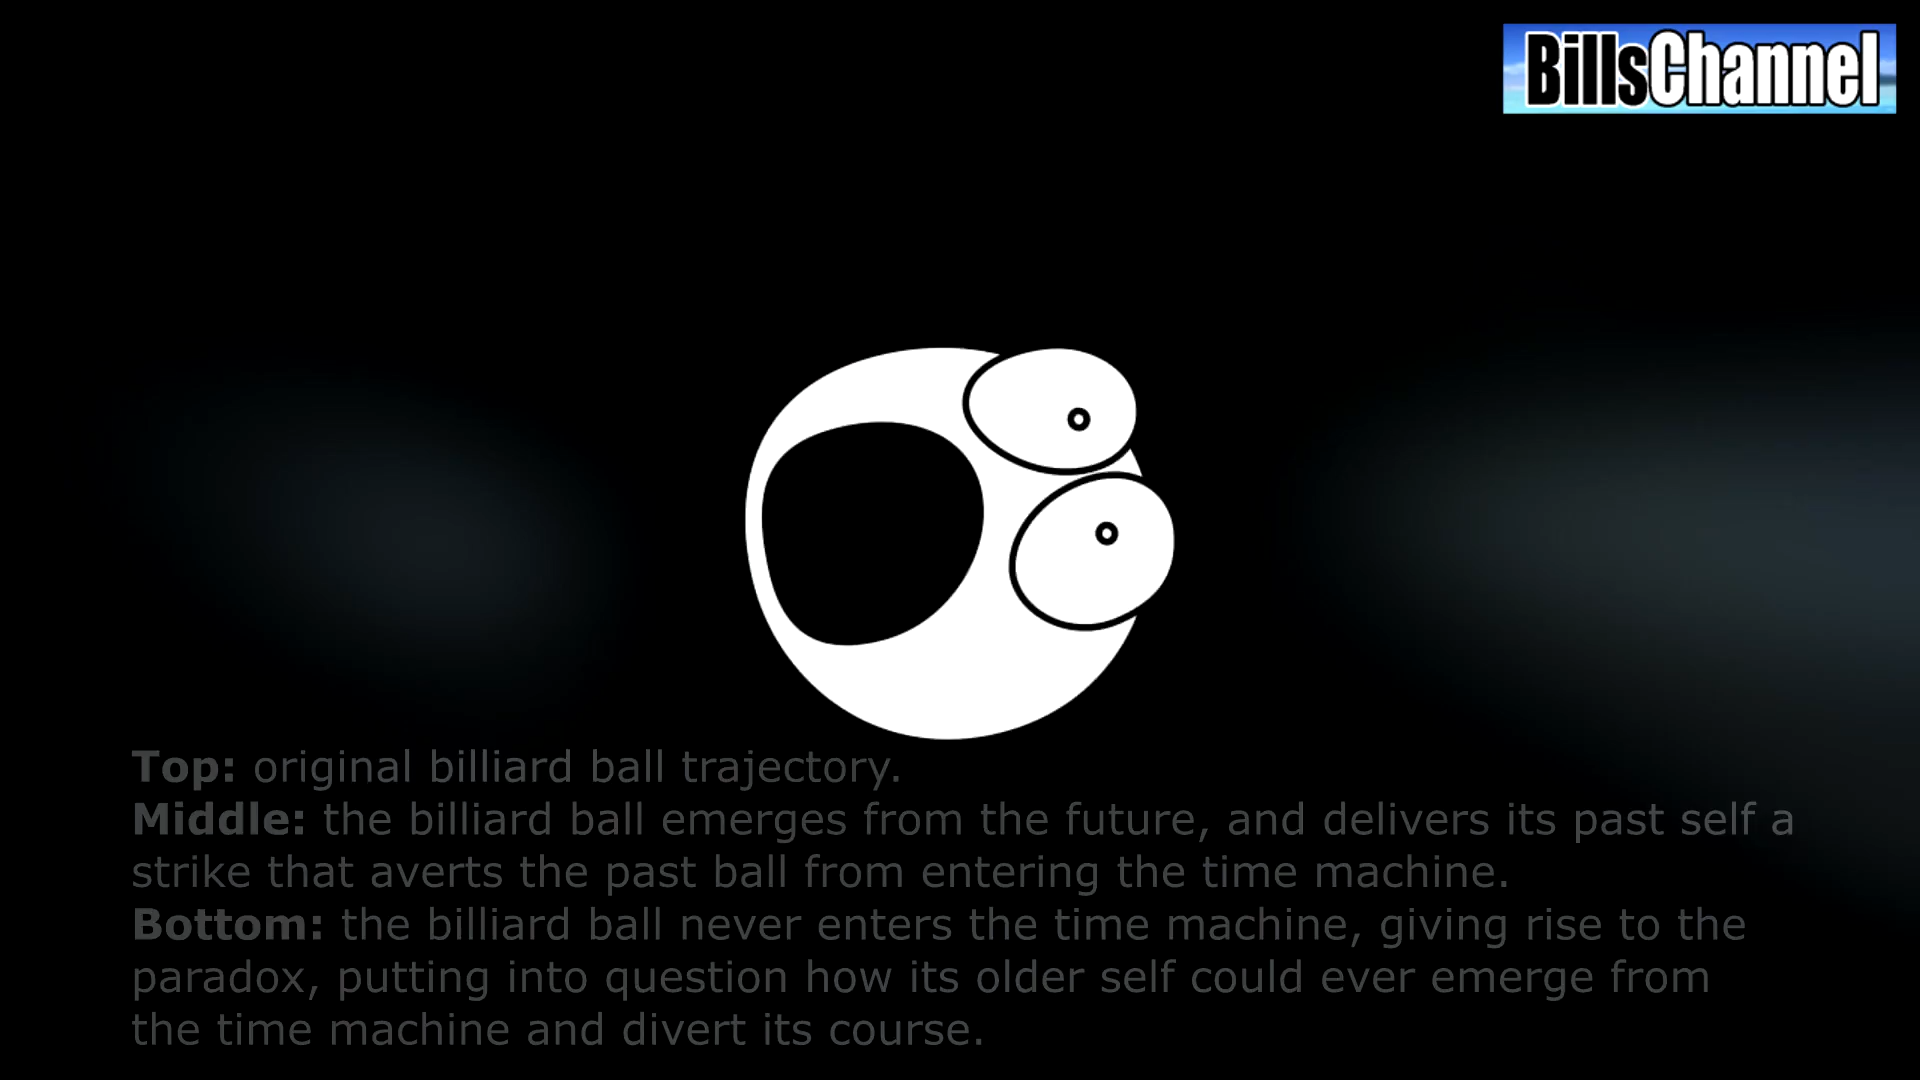 BillsChannel
Top: original billiard ball trajectory.
Middle: the billiard ball emerges from the future, and delivers its past self a
strike that averts the past ball from entering the time machine.
Bottom: the billiard ball never enters the time machine, giving rise to the
paradox, putting into question how its older self could ever emerge from
the time machine and divert its course.